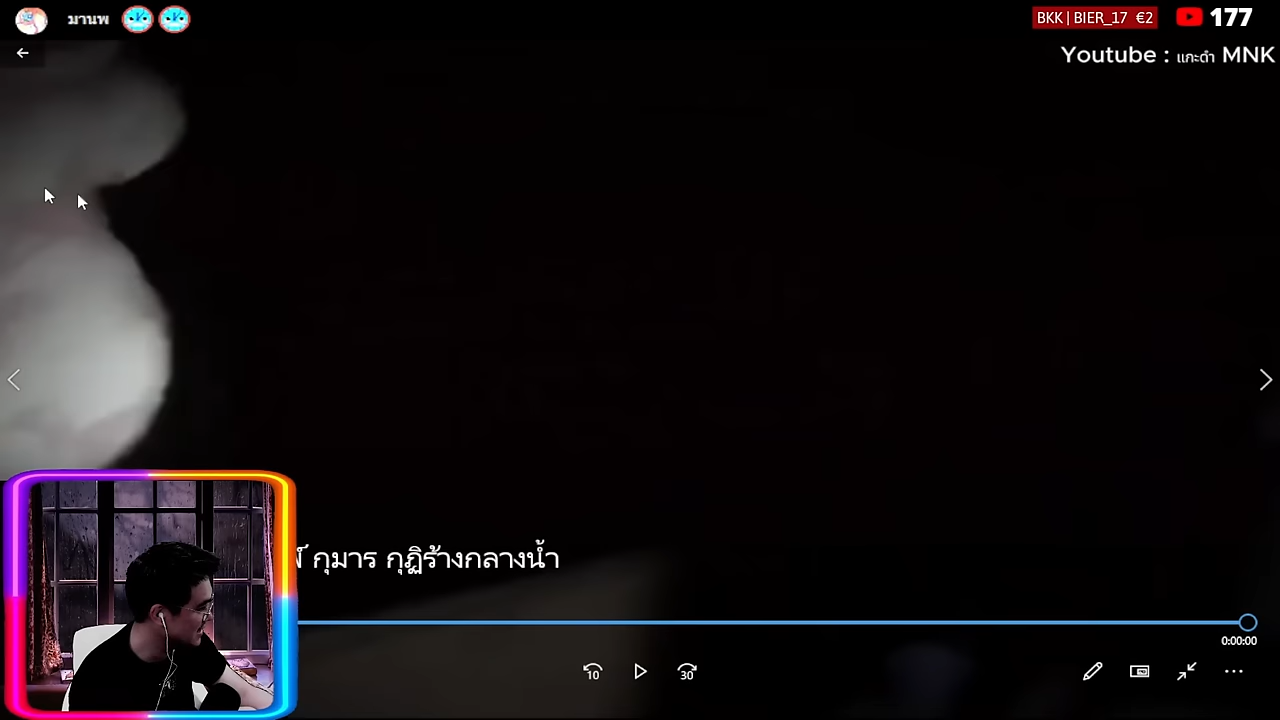 มานพ
BKK | BIER_17 €2
177
Youtube : แกะดำ MNK
กุมาร กุฏิร้างกลางน้ำ
0:00:00
10
30